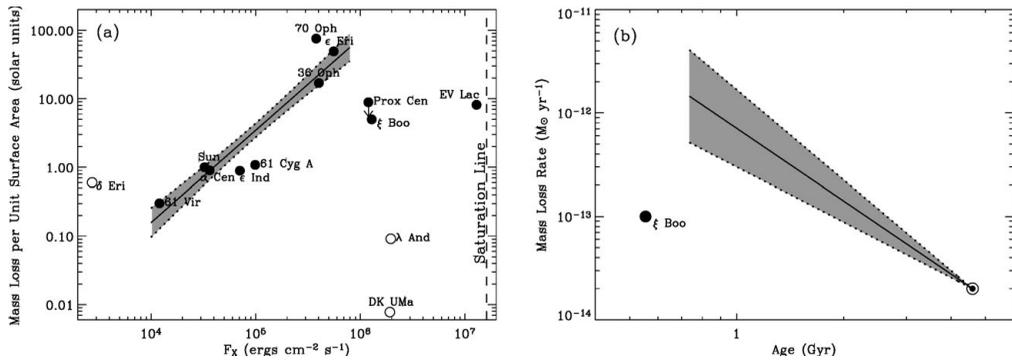 (a)
70 Oph
ε Eri
36 Oph
Prox Cen
EV Lac
ξ Boo
Sun
α Cen
ε Ind
61 Cyg A
δ Eri
61 Vir
λ And
DK UMa
Saturation Line
100.00
10.00
1.00
0.10
0.01
Mass Loss per Unit Surface Area (solar units)
10⁴
10⁵
10⁶
10⁷
Fₓ (ergs cm⁻² s⁻¹)
(b)
10⁻¹¹
10⁻¹²
10⁻¹³
10⁻¹⁴
Mass Loss Rate (M⊙ yr⁻¹)
ξ Boo
1
Age (Gyr)